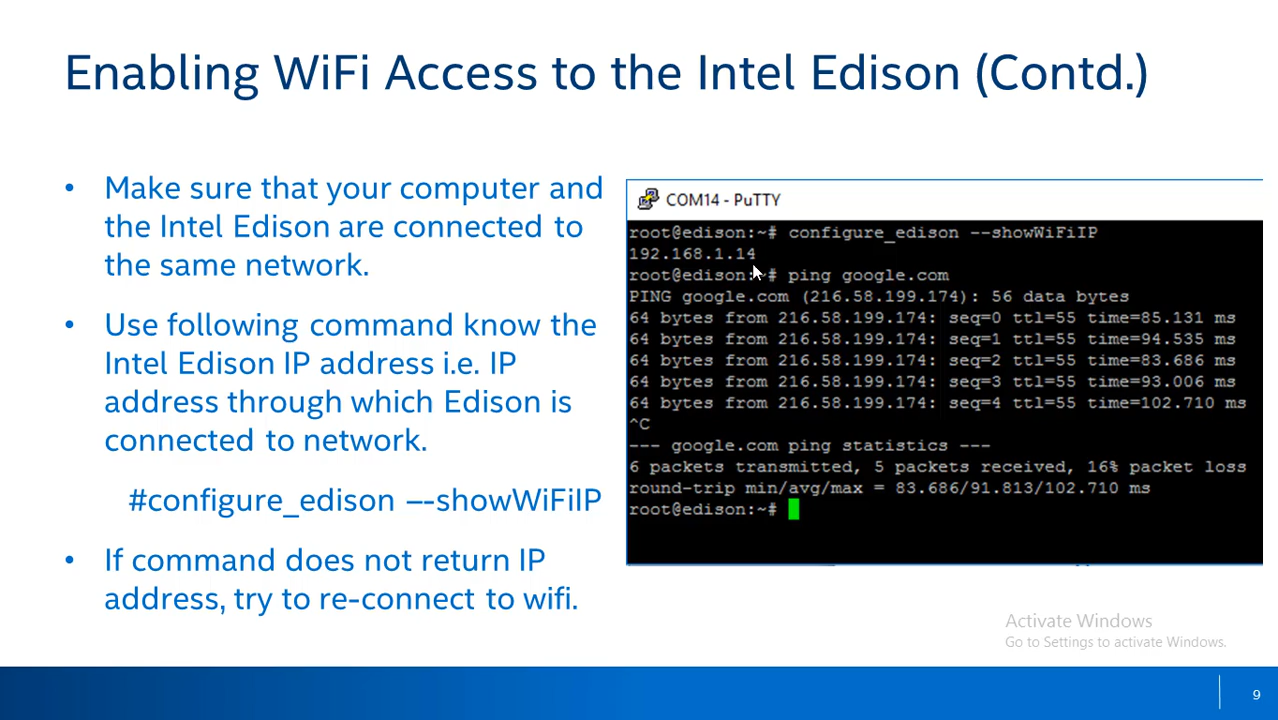 Enabling WiFi Access to the Intel Edison (Contd.)
• Make sure that your computer and
the Intel Edison are connected to
the same network.
• Use following command know the
Intel Edison IP address i.e. IP
address through which Edison is
connected to network.
#configure_edison –-showWiFiIP
• If command does not return IP
address, try to re-connect to wifi.
COM14 - PuTTY
root@edison:~# configure_edison --showWiFiIP
192.168.1.14
root@edison:~# ping google.com
PING google.com (216.58.199.174): 56 data bytes
64 bytes from 216.58.199.174: seq=0 ttl=55 time=85.131 ms
64 bytes from 216.58.199.174: seq=1 ttl=55 time=94.535 ms
64 bytes from 216.58.199.174: seq=2 ttl=55 time=83.686 ms
64 bytes from 216.58.199.174: seq=3 ttl=55 time=93.006 ms
64 bytes from 216.58.199.174: seq=4 ttl=55 time=102.710 ms
^C
--- google.com ping statistics ---
6 packets transmitted, 5 packets received, 16% packet loss
round-trip min/avg/max = 83.686/91.813/102.710 ms
root@edison:~#
Activate Windows
Go to Settings to activate Windows.
9